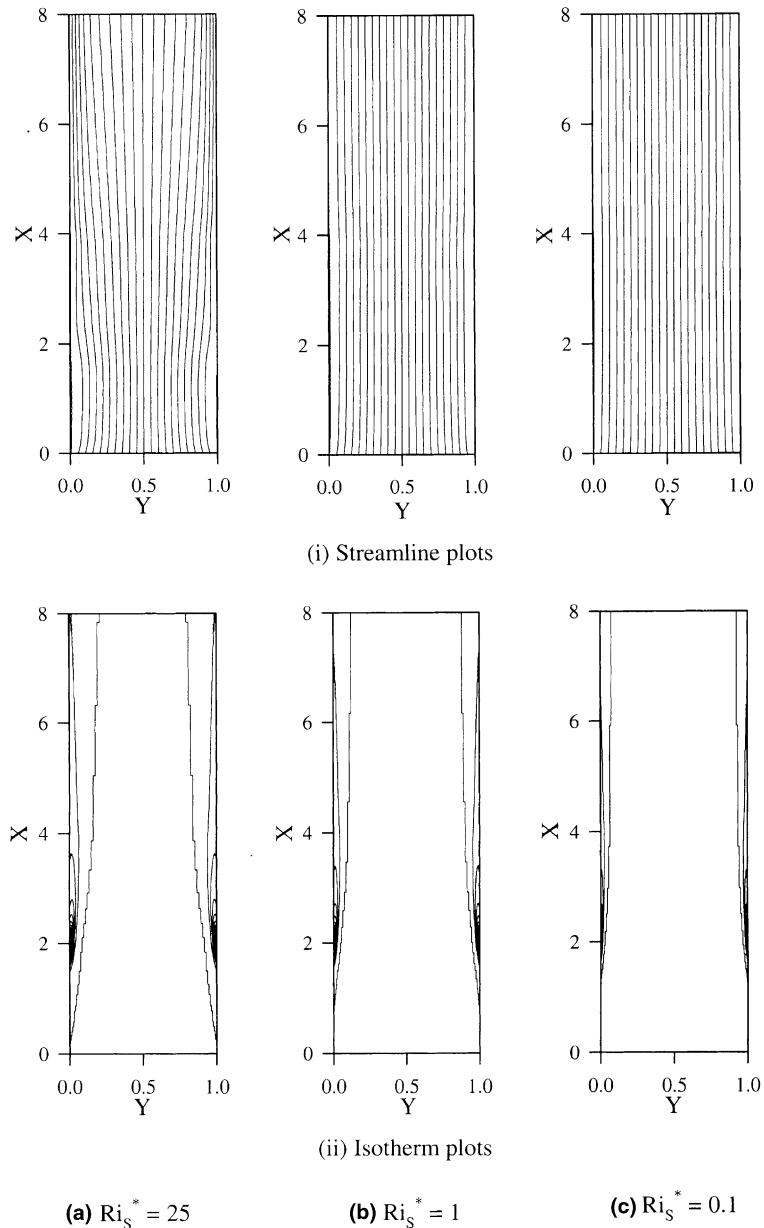 8 8 8
6 6 6
X 4 X 4 X 4
2 2 2
0 0 0
0.0 0.5 1.0 0.0 0.5 1.0 0.0 0.5 1.0
Y Y Y
(i) Streamline plots
8 8 8
6 6 6
X 4 X 4 X 4
2 2 2
0 0 0
0.0 0.5 1.0 0.0 0.5 1.0 0.0 0.5 1.0
Y Y Y
(ii) Isotherm plots
(a) Ri_S^* = 25 (b) Ri_S^* = 1 (c) Ri_S^* = 0.1